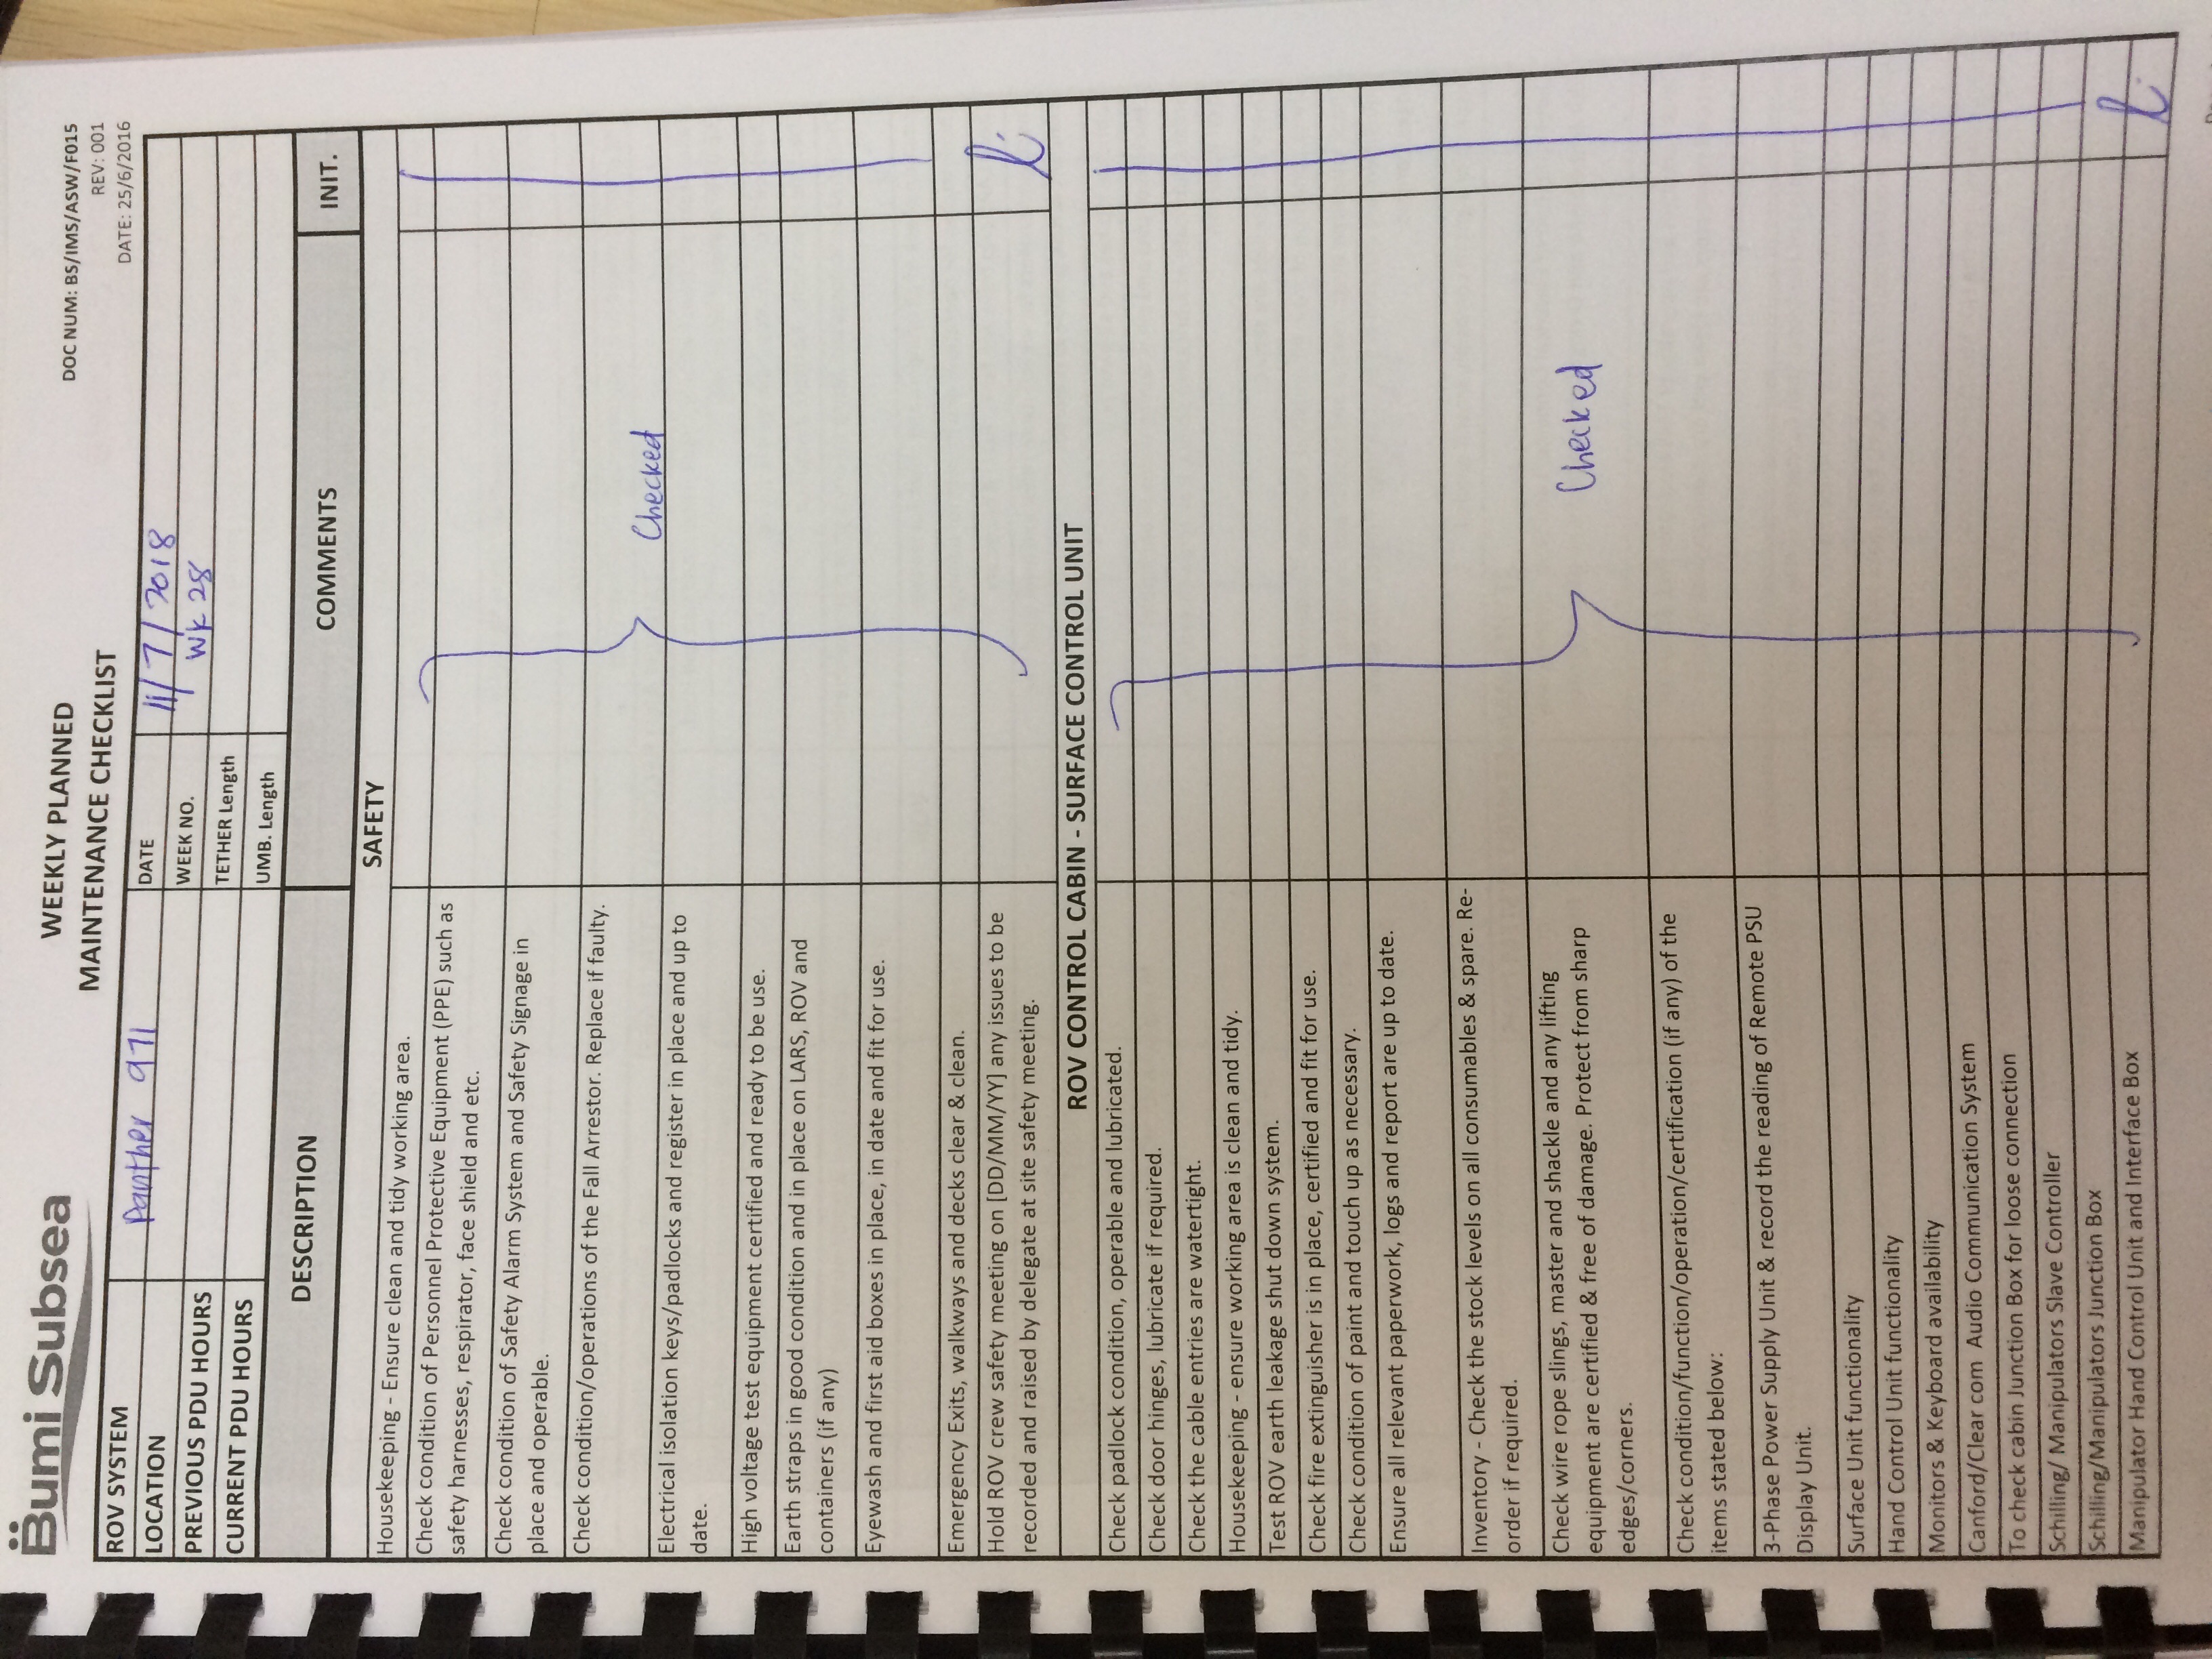 Bumi Subsea
WEEKLY PLANNED
MAINTENANCE CHECKLIST
DOC NUM: BS/IMS/ASW/F015
REV: 001
DATE: 25/6/2016
ROV SYSTEM
Panther 971
DATE
11/7/2018
LOCATION
WEEK NO.
Wk 28
PREVIOUS PDU HOURS
TETHER Length
CURRENT PDU HOURS
UMB. Length
DESCRIPTION
COMMENTS
INIT.
SAFETY
Housekeeping - Ensure clean and tidy working area.
Check condition of Personnel Protective Equipment (PPE) such as
safety harnesses, respirator, face shield and etc.
Check condition of Safety Alarm System and Safety Signage in
place and operable.
Check condition/operations of the Fall Arrestor. Replace if faulty.
Checked
Electrical isolation keys/padlocks and register in place and up to
date.
High voltage test equipment certified and ready to be use.
Earth straps in good condition and in place on LARS, ROV and
containers (if any)
Eyewash and first aid boxes in place, in date and fit for use.
Emergency Exits, walkways and decks clear & clean.
Hold ROV crew safety meeting on [DD/MM/YY] any issues to be
recorded and raised by delegate at site safety meeting.
ROV CONTROL CABIN - SURFACE CONTROL UNIT
Check padlock condition, operable and lubricated.
Check door hinges, lubricate if required.
Check the cable entries are watertight.
Housekeeping - ensure working area is clean and tidy.
Test ROV earth leakage shut down system.
Check fire extinguisher is in place, certified and fit for use.
Check condition of paint and touch up as necessary.
Ensure all relevant paperwork, logs and report are up to date.
Inventory - Check the stock levels on all consumables & spare. Re-
order if required.
Check wire rope slings, master and shackle and any lifting
equipment are certified & free of damage. Protect from sharp
edges/corners.
Checked
Check condition/function/operation/certification (if any) of the
items stated below:
3-Phase Power Supply Unit & record the reading of Remote PSU
Display Unit.
Surface Unit functionality
Hand Control Unit functionality
Monitors & Keyboard availability
Canford/Clear com Audio Communication System
To check cabin Junction Box for loose connection
Schilling/ Manipulators Slave Controller
Schilling/Manipulators Junction Box
Manipulator Hand Control Unit and Interface Box